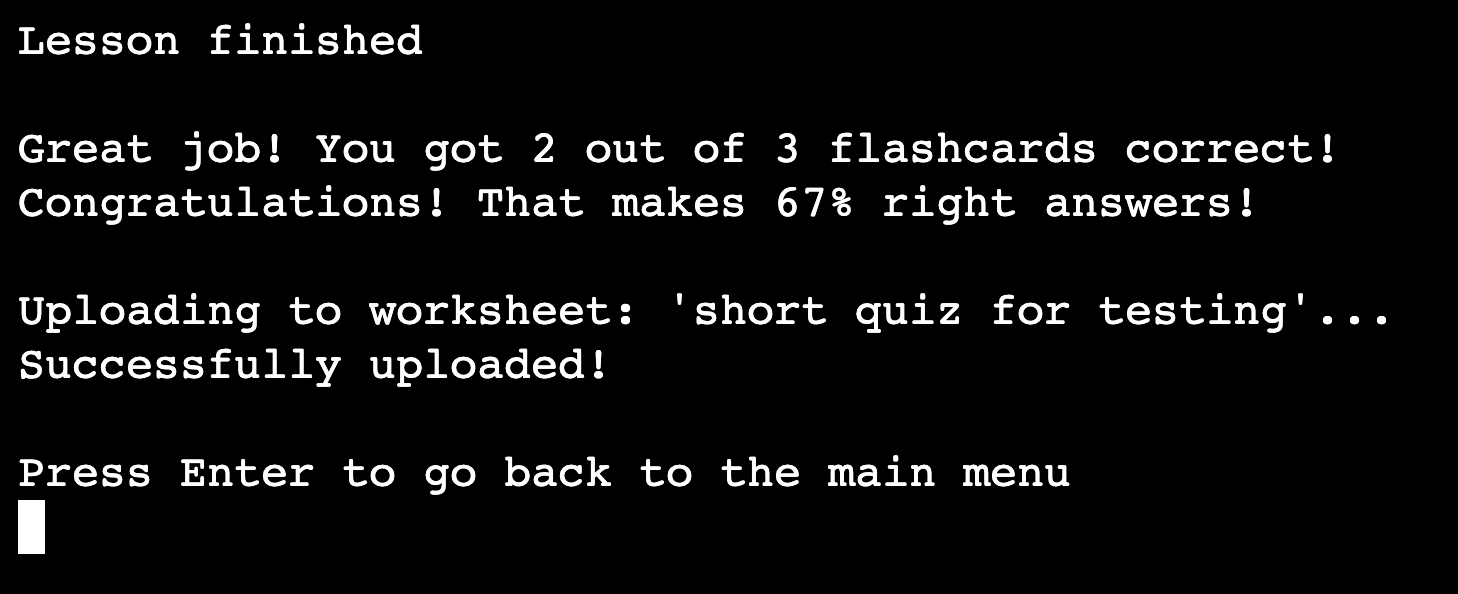 Lesson finished
Great job! You got 2 out of 3 flashcards correct!
Congratulations! That makes 67% right answers!
Uploading to worksheet: 'short quiz for testing'...
Successfully uploaded!
Press Enter to go back to the main menu